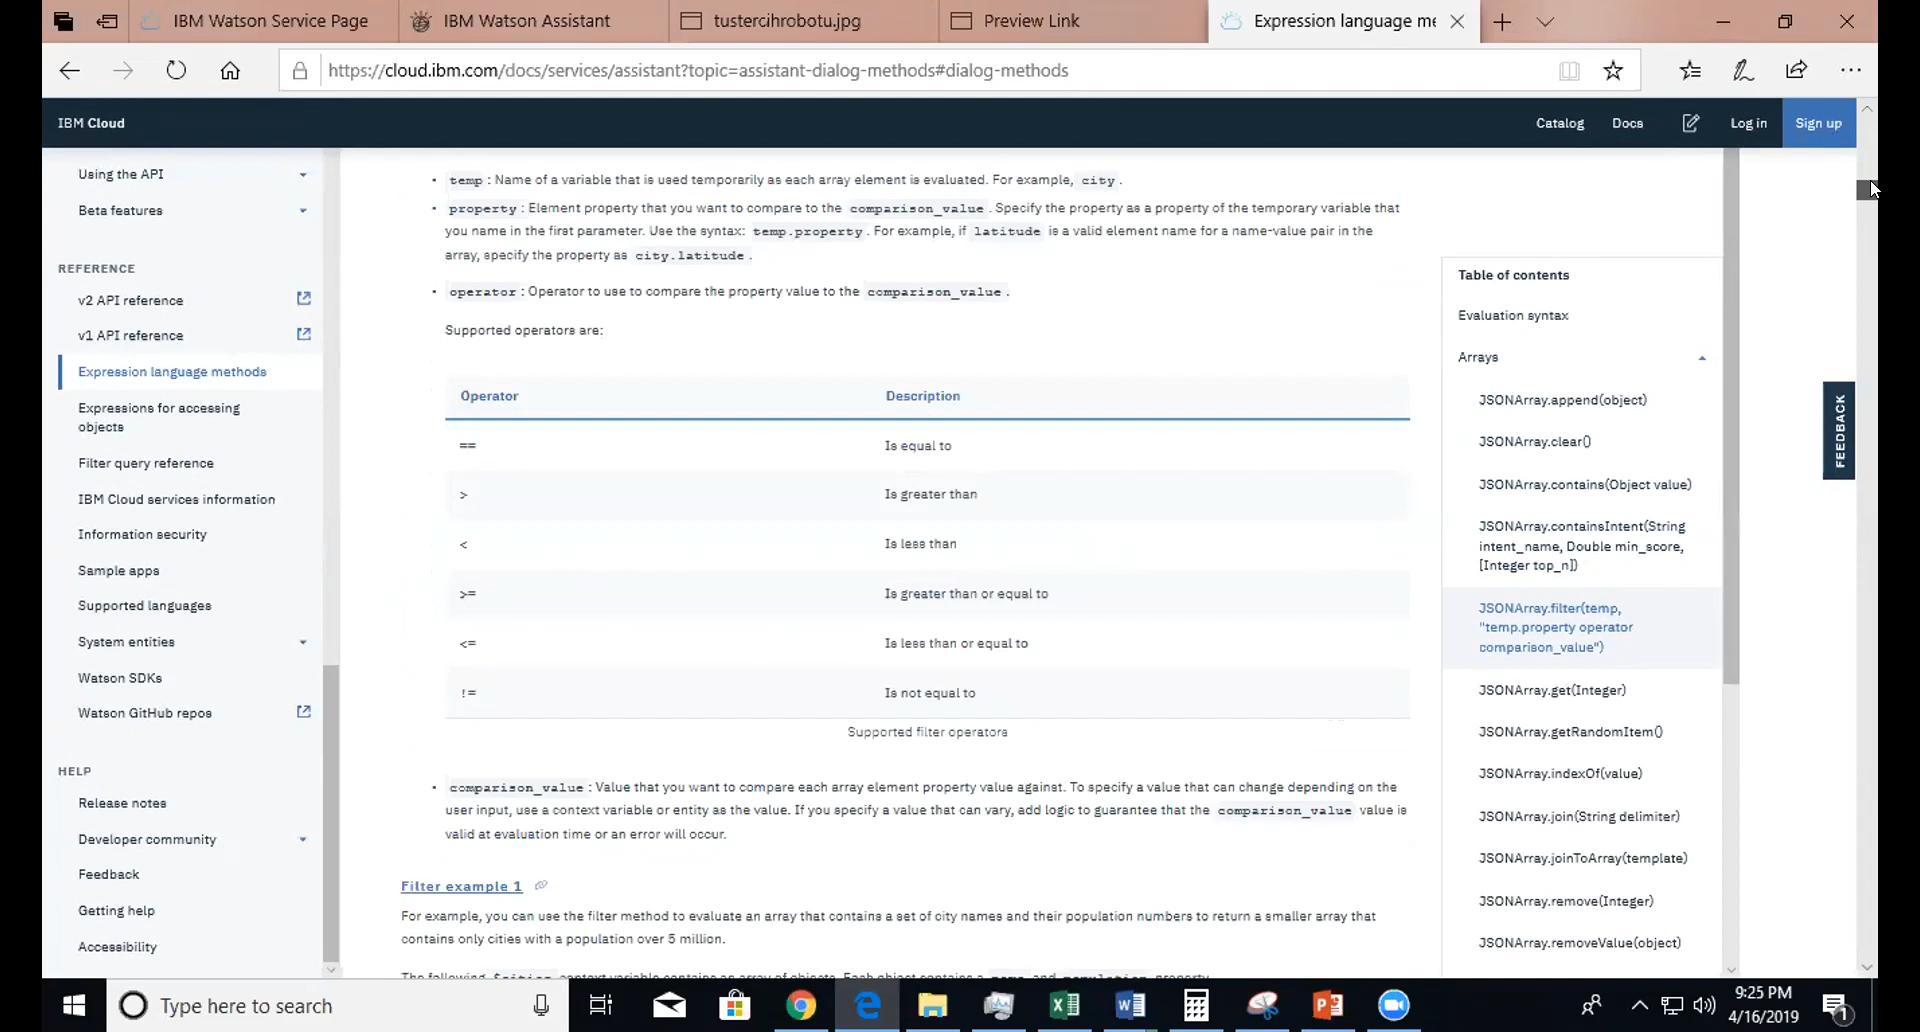 IBM Watson Service Page
IBM Watson Assistant
tustercihrobotu.jpg
Preview Link
Expression language me
https://cloud.ibm.com/docs/services/assistant?topic=assistant-dialog-methods#dialog-methods
IBM Cloud
Catalog
Docs
Log in
Sign up
Using the API
Beta features
REFERENCE
v2 API reference
v1 API reference
Expression language methods
Expressions for accessing
objects
Filter query reference
IBM Cloud services information
Information security
Sample apps
Supported languages
System entities
Watson SDKs
Watson GitHub repos
HELP
Release notes
Developer community
Feedback
Getting help
Accessibility
• temp : Name of a variable that is used temporarily as each array element is evaluated. For example, city .
• property : Element property that you want to compare to the comparison_value . Specify the property as a property of the temporary variable that
you name in the first parameter. Use the syntax: temp.property . For example, if latitude is a valid element name for a name-value pair in the
array, specify the property as city.latitude .
• operator : Operator to use to compare the property value to the comparison_value .
Supported operators are:
Operator Description
== Is equal to
> Is greater than
< Is less than
>= Is greater than or equal to
<= Is less than or equal to
!= Is not equal to
Supported filter operators
• comparison_value : Value that you want to compare each array element property value against. To specify a value that can change depending on the
user input, use a context variable or entity as the value. If you specify a value that can vary, add logic to guarantee that the comparison_value value is
valid at evaluation time or an error will occur.
Filter example 1
For example, you can use the filter method to evaluate an array that contains a set of city names and their population numbers to return a smaller array that
contains only cities with a population over 5 million.
The following $cities context variable contains an array of objects. Each object contains a name and population property.
Table of contents
Evaluation syntax
Arrays
JSONArray.append(object)
JSONArray.clear()
JSONArray.contains(Object value)
JSONArray.containsIntent(String
intent_name, Double min_score,
[Integer top_n])
JSONArray.filter(temp,
"temp.property operator
comparison_value")
JSONArray.get(Integer)
JSONArray.getRandomItem()
JSONArray.indexOf(value)
JSONArray.join(String delimiter)
JSONArray.joinToArray(template)
JSONArray.remove(Integer)
JSONArray.removeValue(object)
FEEDBACK
Type here to search
9:25 PM
4/16/2019
1